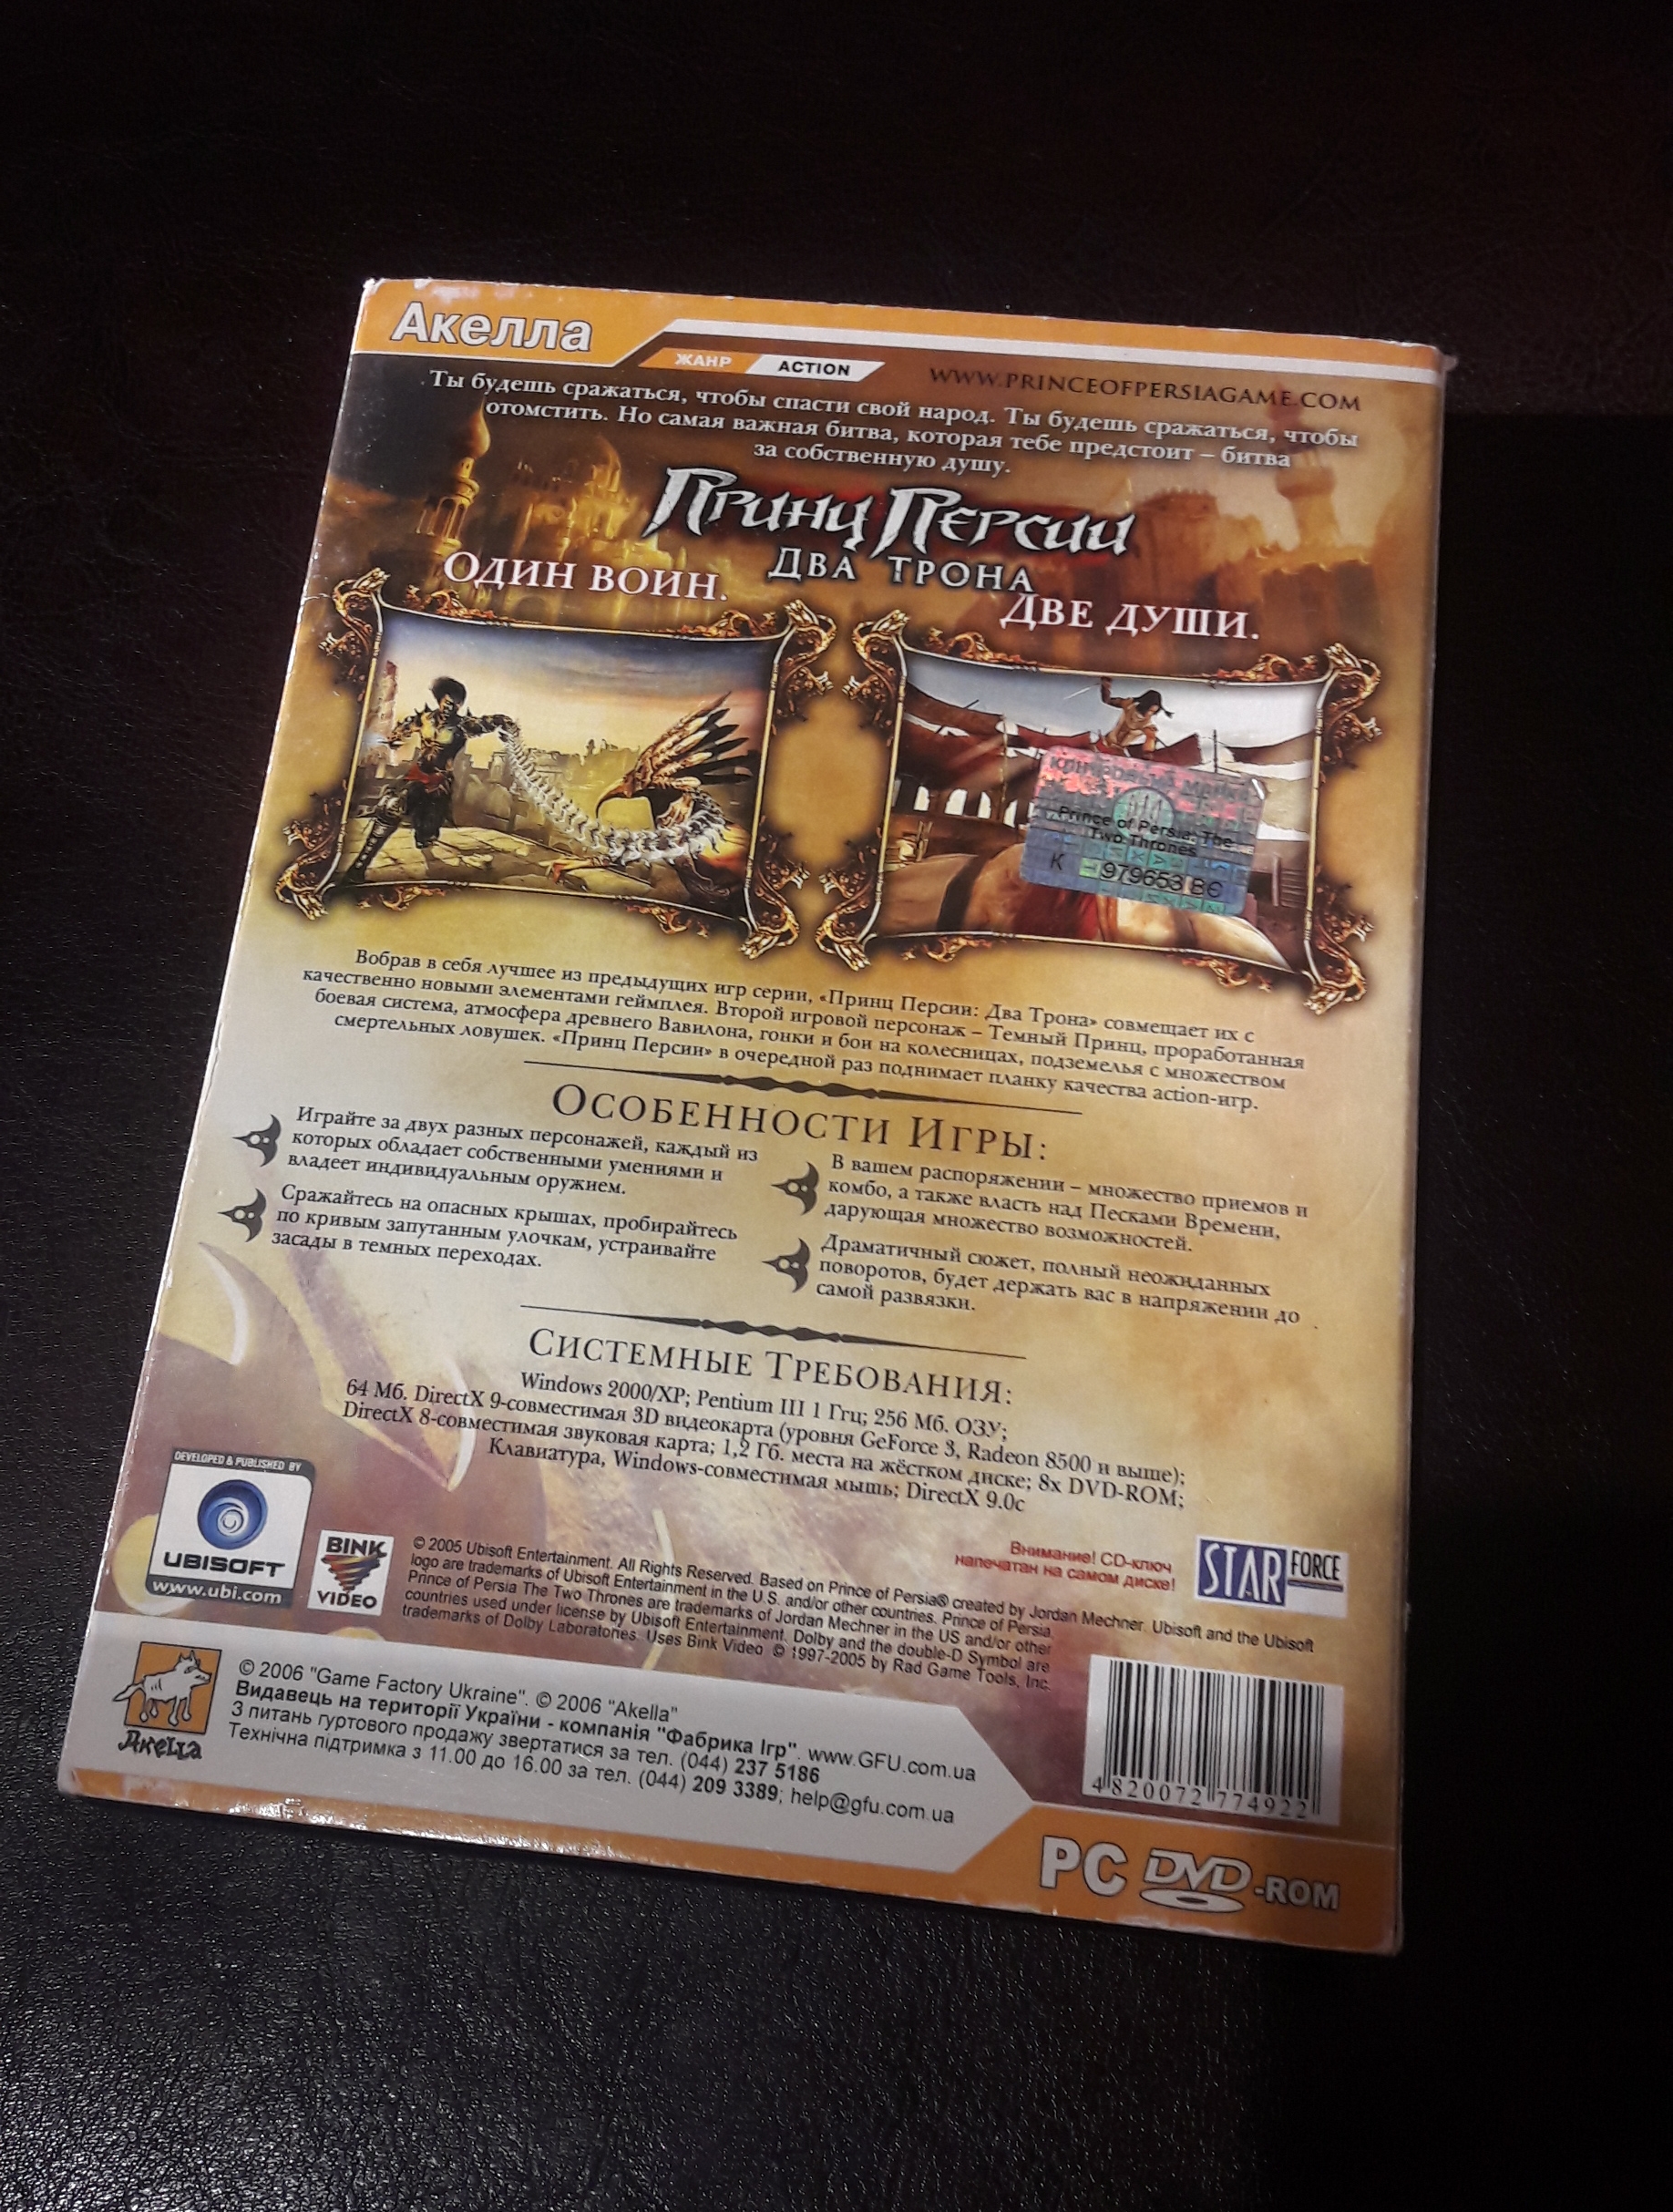 Акелла
ЖАНР ACTION
WWW.PRINCEOFPERSIAGAME.COM
Ты будешь сражаться, чтобы спасти свой народ. Ты будешь сражаться, чтобы
отомстить. Но самая важная битва, которая тебе предстоит – битва
за собственную душу.
Принц Персии
ДВА ТРОНА
ОДИН ВОИН.
ДВЕ ДУШИ.
Prince of Persia: The
Two Thrones
К 979653 ВЄ
Вобрав в себя лучшее из предыдущих игр серии, «Принц Персии: Два Трона» совмещает их с
качественно новыми элементами геймплея. Второй игровой персонаж – Темный Принц, проработанная
боевая система, атмосфера древнего Вавилона, гонки и бои на колесницах, подземелья с множеством
смертельных ловушек. «Принц Персии» в очередной раз поднимает планку качества action-игр.
ОСОБЕННОСТИ ИГРЫ:
Играйте за двух разных персонажей, каждый из
которых обладает собственными умениями и
владеет индивидуальным оружием.
Сражайтесь на опасных крышах, пробирайтесь
по кривым запутанным улочкам, устраивайте
засады в темных переходах.
В вашем распоряжении – множество приемов и
комбо, а также власть над Песками Времени,
дарующая множество возможностей.
Драматичный сюжет, полный неожиданных
поворотов, будет держать вас в напряжении до
самой развязки.
СИСТЕМНЫЕ ТРЕБОВАНИЯ:
Windows 2000/XP; Pentium III 1 Ггц; 256 Мб. ОЗУ;
64 Мб. DirectX 9-совместимая 3D видеокарта (уровня GeForce 3, Radeon 8500 и выше);
DirectX 8-совместимая звуковая карта; 1,2 Гб. места на жёстком диске; 8x DVD-ROM;
Клавиатура, Windows-совместимая мышь; DirectX 9.0c
DEVELOPED & PUBLISHED BY
UBISOFT
www.ubi.com
BINK
VIDEO
Внимание! CD-ключ
напечатан на самом диске!
STAR FORCE
© 2005 Ubisoft Entertainment. All Rights Reserved. Based on Prince of Persia® created by Jordan Mechner. Ubisoft and the Ubisoft
logo are trademarks of Ubisoft Entertainment in the U.S. and/or other countries. Prince of Persia,
Prince of Persia The Two Thrones are trademarks of Jordan Mechner in the US and/or other
countries used under license by Ubisoft Entertainment. Dolby and the double-D Symbol are
trademarks of Dolby Laboratories. Uses Bink Video © 1997-2005 by Rad Game Tools, Inc.
Акелла
© 2006 "Game Factory Ukraine". © 2006 "Akella"
Видавець на території України - компанія "Фабрика Ігр". www.GFU.com.ua
З питань гуртового продажу звертатися за тел. (044) 237 5186
Технічна підтримка з 11.00 до 16.00 за тел. (044) 209 3389; help@gfu.com.ua
4 820072 774922
PC DVD-ROM